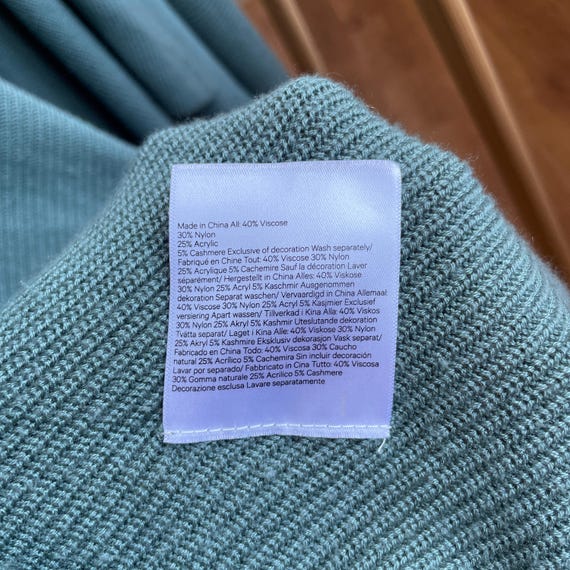 Made in China All: 40% Viscose
30% Nylon
25% Acrylic
5% Cashmere Exclusive of decoration Wash separately/
Fabriqué en Chine Tout: 40% Viscose 30% Nylon
25% Acrylique 5% Cachemire Sauf la décoration Laver
séparément/ Hergestellt in China Alles: 40% Viskose
30% Nylon 25% Acryl 5% Kaschmir Ausgenommen
dekoration Separat waschen/ Vervaardigd in China Allemaal:
40% Viscose 30% Nylon 25% Acryl 5% Kasjmier Exclusief
versiering Apart wassen/ Tillverkad i Kina Alla: 40% Viskos
30% Nylon 25% Akryl 5% Kashmir Uteslutande dekoration
Tvätta separat/ Laget i Kina Alle: 40% Viskose 30% Nylon
25% Akryl 5% Kashmire Eksklusiv dekorasjon Vask separat/
Fabricado en China Todo: 40% Viscosa 30% Caucho
natural 25% Acrílico 5% Cachemira Sin incluir decoración
Lavar por separado/ Fabbricato in Cina Tutto: 40% Viscosa
30% Gomma naturale 25% Acilico 5% Cashmere
Decorazione esclusa Lavare separatamente